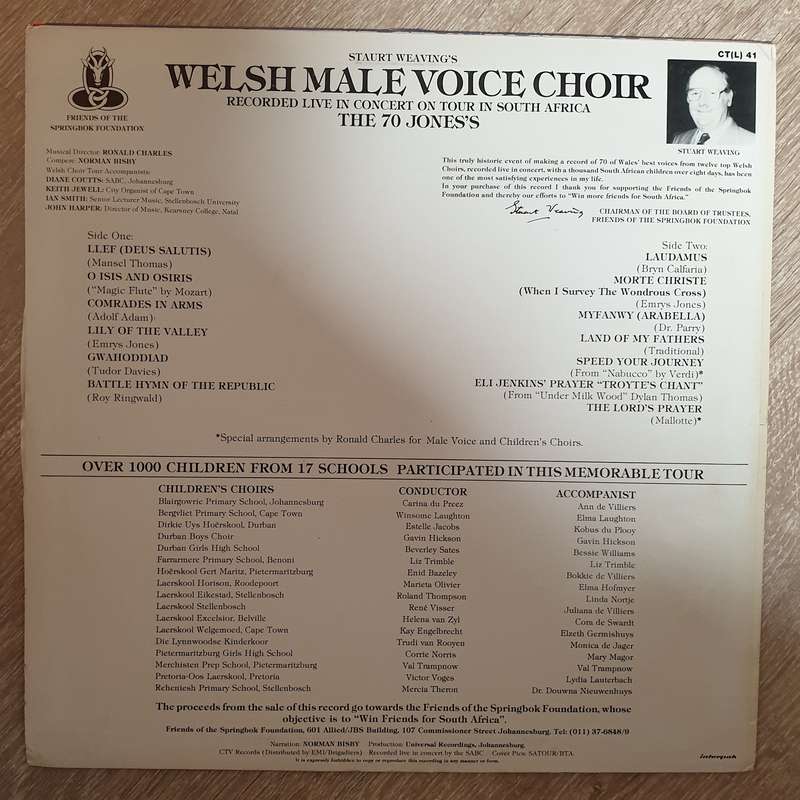 STAURT WEAVING'S
WELSH MALE VOICE CHOIR
RECORDED LIVE IN CONCERT ON TOUR IN SOUTH AFRICA
THE 70 JONES'S
CT(L) 41
FRIENDS OF THE
SPRINGBOK FOUNDATION
STUART WEAVING
Musical Director: RONALD CHARLES
Compere: NORMAN BISBY
Welsh Choir Tour Accompanists:
DIANE COUTTS: SABC, Johannesburg
KEITH JEWELL: City Organist of Cape Town
IAN SMITH: Senior Lecturer Music, Stellenbosch University
JOHN HARPER: Director of Music, Kearsney College, Natal
This truly historic event of making a record of 70 of Wales' best voices from twelve top Welsh
Choirs, recorded live in concert, with a thousand South African children over eight days, has been
one of the most satisfying experiences in my life.
In your purchase of this record I thank you for supporting the Friends of the Springbok
Foundation and thereby our efforts to "Win more friends for South Africa".
Stuart Weaving
CHAIRMAN OF THE BOARD OF TRUSTEES,
FRIENDS OF THE SPRINGBOK FOUNDATION
Side One:
LLEF (DEUS SALUTIS)
(Mansel Thomas)
O ISIS AND OSIRIS
("Magic Flute" by Mozart)
COMRADES IN ARMS
(Adolf Adam)
LILY OF THE VALLEY
(Emrys Jones)
GWAHODDIAD
(Tudor Davies)
BATTLE HYMN OF THE REPUBLIC
(Roy Ringwald)
Side Two:
LAUDAMUS
(Bryn Calfaria)
MORTE CHRISTE
(When I Survey The Wondrous Cross)
(Emrys Jones)
MYFANWY (ARABELLA)
(Dr. Parry)
LAND OF MY FATHERS
(Traditional)
SPEED YOUR JOURNEY
(From "Nabucco" by Verdi)*
ELI JENKINS' PRAYER "TROYTE'S CHANT"
(From "Under Milk Wood" Dylan Thomas)
THE LORD'S PRAYER
(Mallotte)*
*Special arrangements by Ronald Charles for Male Voice and Children's Choirs.
OVER 1000 CHILDREN FROM 17 SCHOOLS PARTICIPATED IN THIS MEMORABLE TOUR
CHILDREN'S CHOIRS CONDUCTOR ACCOMPANIST
Blairgowrie Primary School, Johannesburg Carina du Preez Ann de Villiers
Bergvliet Primary School, Cape Town Winsome Laughton Elma Laughton
Dirkie Uys Hoërskool, Durban Estelle Jacobs Kobus du Plooy
Durban Boys Choir Gavin Hickson Gavin Hickson
Durban Girls High School Beverley Sates Bessie Williams
Farrarmere Primary School, Benoni Liz Trimble Liz Trimble
Hoërskool Gert Maritz, Pietermaritzburg Enid Bazeley Bokkie de Villiers
Laerskool Horison, Roodepoort Marieta Olivier Elma Hofmyer
Laerskool Eikestad, Stellenbosch Roland Thompson Linda Nortje
Laerskool Stellenbosch René Visser Juliana de Villiers
Laerskool Excelsior, Belville Helena van Zyl Corn de Swardt
Laerskool Welgemoed, Cape Town Kay Engelbrecht Elzeth Germishuys
Die Lynnwoodse Kinderkoor Trudi van Rooyen Monica de Jager
Pietermaritzburg Girls High School Corrie Norris Mary Magor
Merchisten Prep School, Pietermaritzburg Val Trampnow Val Trampnow
Pretoria-Oos Laerskool, Pretoria Victor Voges Lydia Lauterbach
Reheniesh Primary School, Stellenbosch Mercia Theron Dr. Douwna Nieuwenhuys
The proceeds from the sale of this record go towards the Friends of the Springbok Foundation, whose
objective is to "Win Friends for South Africa".
Friends of the Springbok Foundation, 601 Allied/JBS Building, 107 Commissioner Street Johannesburg. Tel: (011) 37-6848/9
Narration: NORMAN BISBY Production: Universal Recordings, Johannesburg.
CTV Records (Distributed by EMI/Brigadiers) Recorded live in concert by the SABC Cover Pics: SATOUR/BTA
It is expressly forbidden to copy or reproduce this recording in any manner or form.
interpak